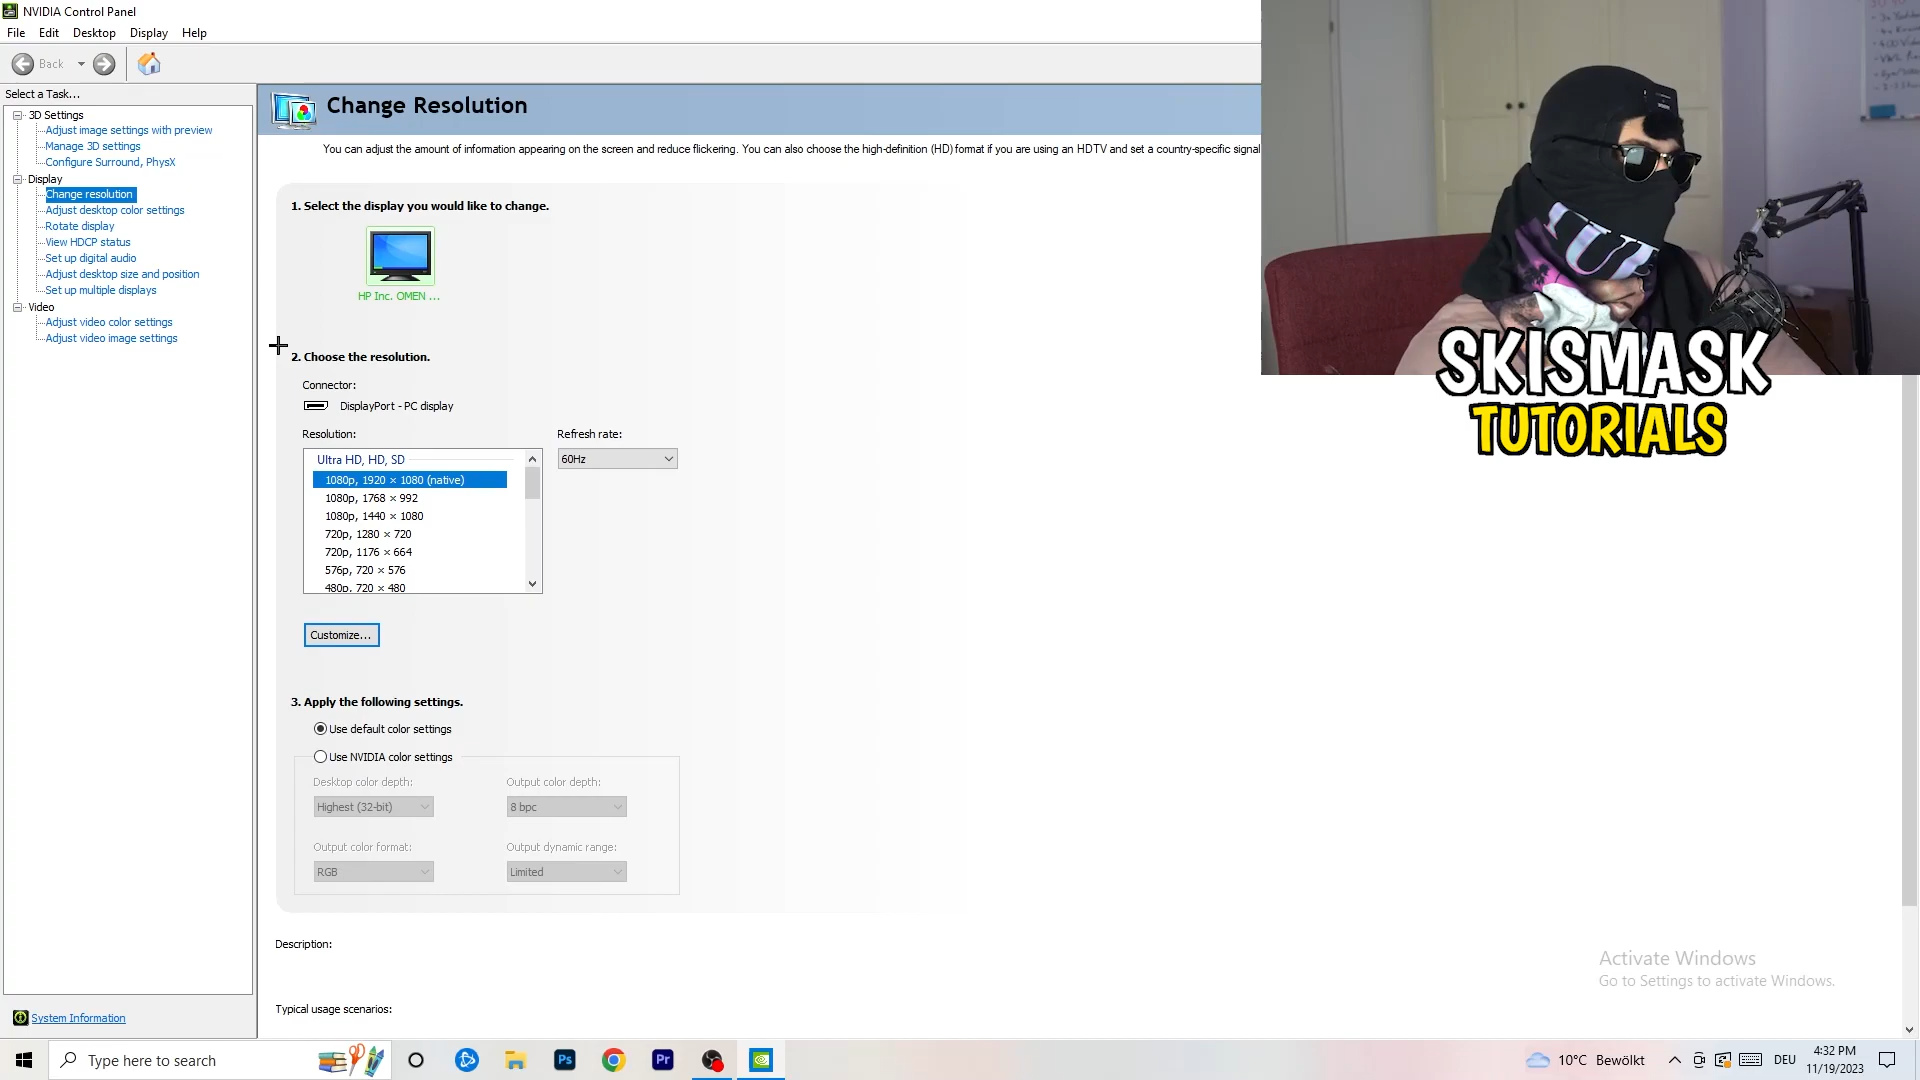 NVIDIA Control Panel
File Edit Desktop Display Help
Back
Select a Task...
3D Settings
Adjust image settings with preview
Manage 3D settings
Configure Surround, PhysX
Display
Change resolution
Adjust desktop color settings
Rotate display
View HDCP status
Set up digital audio
Adjust desktop size and position
Set up multiple displays
Video
Adjust video color settings
Adjust video image settings
System Information
Change Resolution
You can adjust the amount of information appearing on the screen and reduce flickering. You can also choose the high-definition (HD) format if you are using an HDTV and set a country-specific signal
1. Select the display you would like to change.
HP Inc. OMEN ...
2. Choose the resolution.
Connector:
DisplayPort - PC display
Resolution:
Refresh rate:
60Hz
Ultra HD, HD, SD
1080p, 1920 × 1080 (native)
1080p, 1768 × 992
1080p, 1440 × 1080
720p, 1280 × 720
720p, 1176 × 664
576p, 720 × 576
480p, 720 × 480
Customize...
3. Apply the following settings.
Use default color settings
Use NVIDIA color settings
Desktop color depth:
Output color depth:
Highest (32-bit)
8 bpc
Output color format:
Output dynamic range:
RGB
Limited
Description:
Typical usage scenarios:
SKISMASK
TUTORIALS
Activate Windows
Go to Settings to activate Windows.
Type here to search
Ps
Pr
10°C Bewölkt
DEU
4:32 PM
11/19/2023